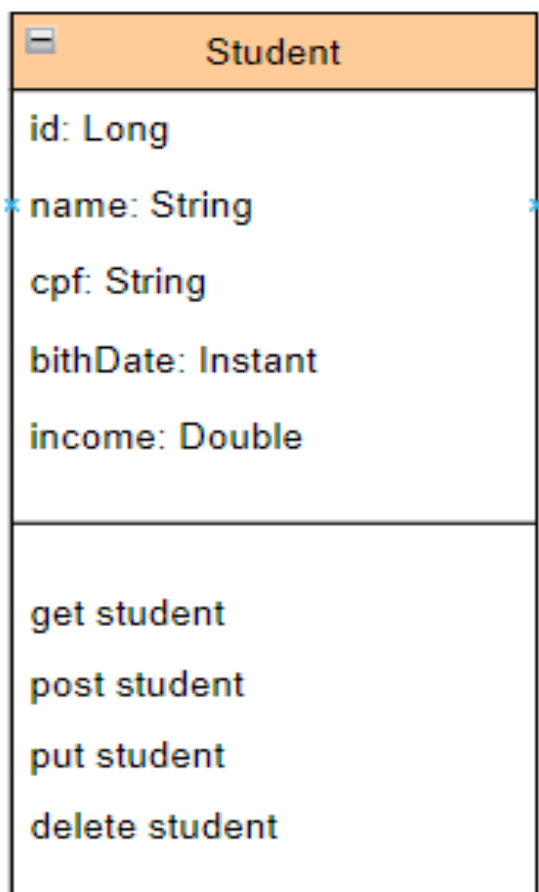 Student
id: Long
name: String
cpf: String
bithDate: Instant
income: Double
get student
post student
put student
delete student